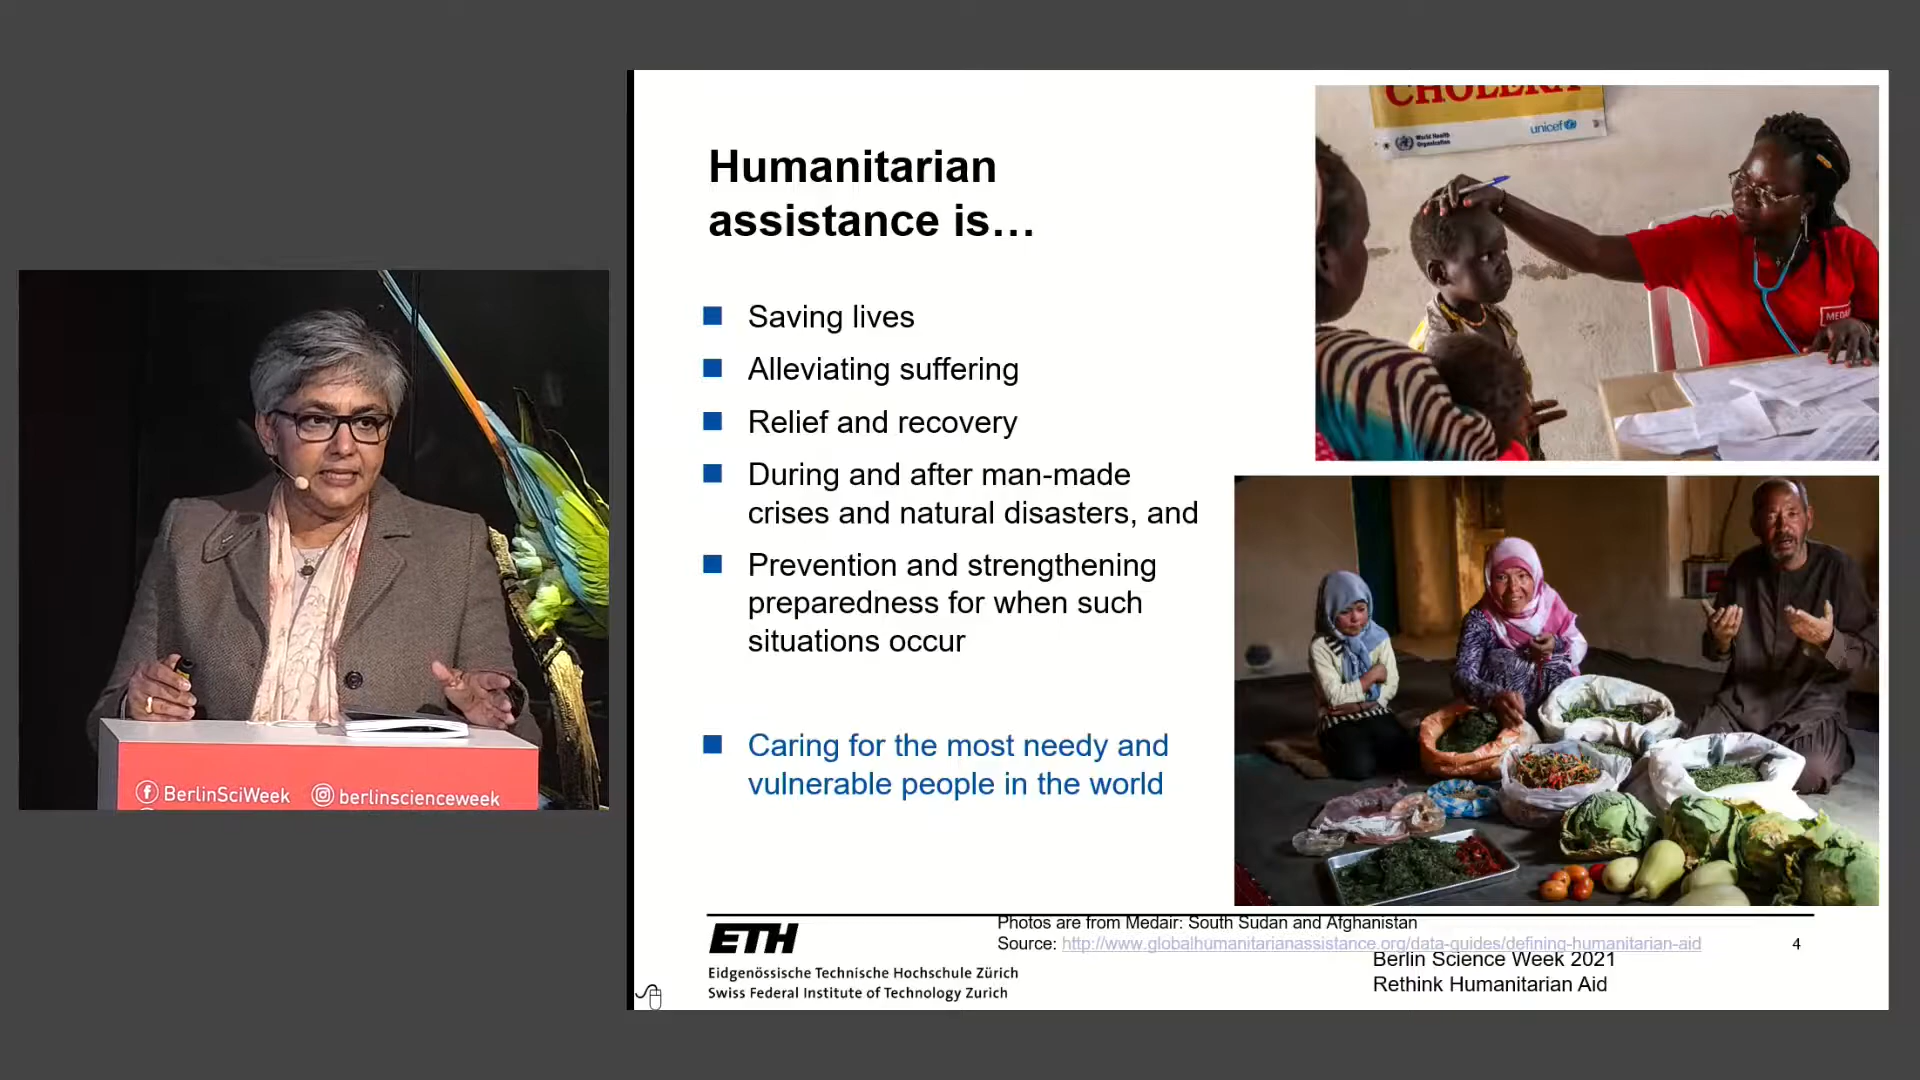 Humanitarian
assistance is…
Saving lives
Alleviating suffering
Relief and recovery
During and after man-made
crises and natural disasters, and
Prevention and strengthening
preparedness for when such
situations occur
Caring for the most needy and
vulnerable people in the world
CHOLERA
World Health
Organization
unicef
MEDAIR
BerlinSciWeek
berlinscienceweek
Photos are from Medair: South Sudan and Afghanistan
Source: http://www.globalhumanitarianassistance.org/data-guides/defining-humanitarian-aid
4
Berlin Science Week 2021
Rethink Humanitarian Aid
ETH
Eidgenössische Technische Hochschule Zürich
Swiss Federal Institute of Technology Zurich